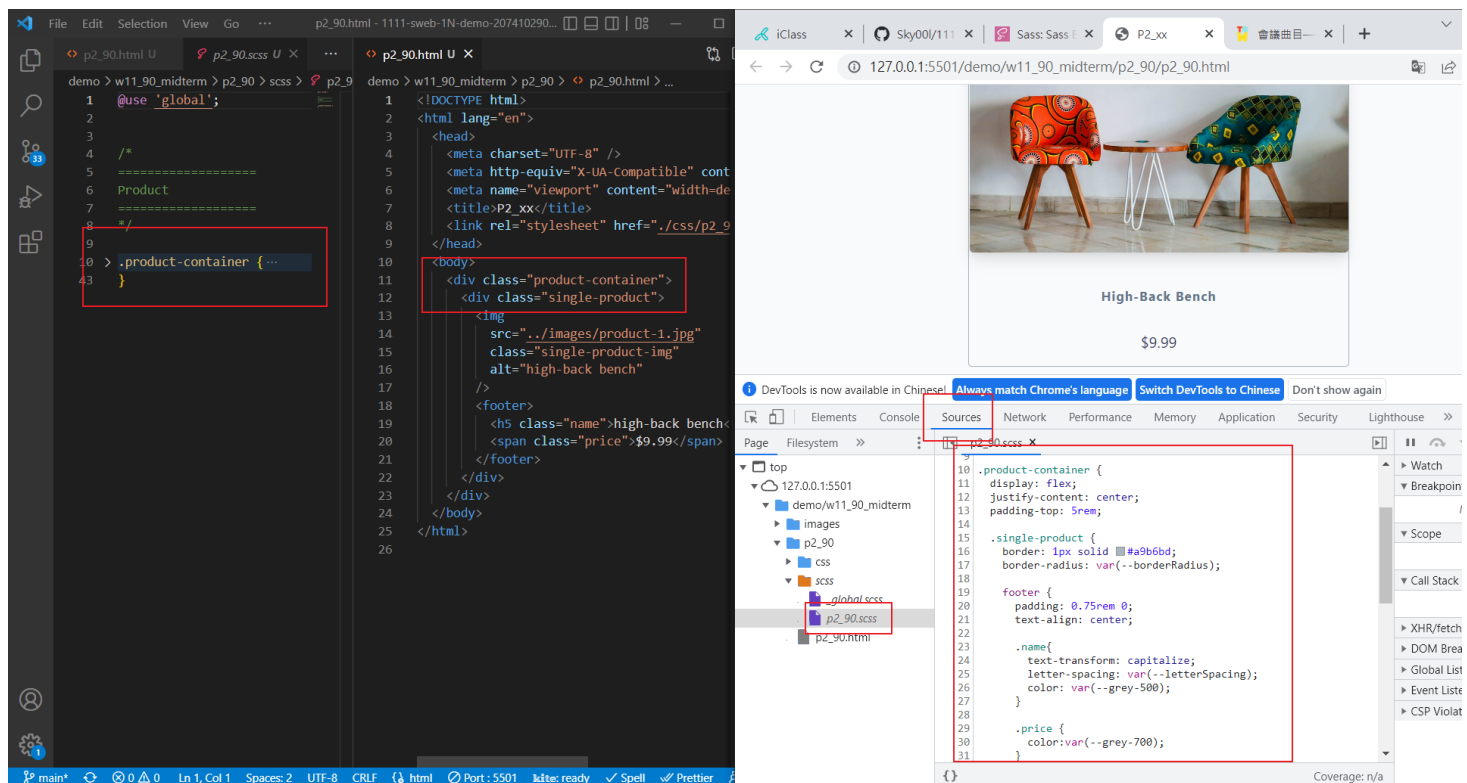 File Edit Selection View Go ··· p2_90.html - 1111-sweb-1N-demo-207410290...
p2_90.html U
p2_90.scss U
demo > w11_90_midterm > p2_90 > scss > p2_9
1 @use 'global';
2
3
4 /*
5 ===================
6 Product
7 ===================
8 */
9
10 .product-container { ···
43 }
p2_90.html U
demo > w11_90_midterm > p2_90 > p2_90.html > ...
1 <!DOCTYPE html>
2 <html lang="en">
3 <head>
4 <meta charset="UTF-8" />
5 <meta http-equiv="X-UA-Compatible" cont
6 <meta name="viewport" content="width=de
7 <title>P2_xx</title>
8 <link rel="stylesheet" href="./css/p2_9
9 </head>
10 <body>
11 <div class="product-container">
12 <div class="single-product">
13 <img
14 src="../images/product-1.jpg"
15 class="single-product-img"
16 alt="high-back bench"
17 />
18 <footer>
19 <h5 class="name">high-back bench<
20 <span class="price">$9.99</span>
21 </footer>
22 </div>
23 </div>
24 </body>
25 </html>
26
33
1
main* 0 0 Ln 1, Col 1 Spaces: 2 UTF-8 CRLF html Port : 5501 kite: ready Spell Prettier
iClass
Sky00l/111
Sass: Sass
P2_xx
會議曲目—
127.0.0.1:5501/demo/w11_90_midterm/p2_90/p2_90.html
High-Back Bench
$9.99
DevTools is now available in Chinese! Always match Chrome's language Switch DevTools to Chinese Don't show again
Elements Console Sources Network Performance Memory Application Security Lighthouse »
Page Filesystem »
top
127.0.0.1:5501
demo/w11_90_midterm
images
p2_90
css
scss
_global.scss
p2_90.scss
p2_90.html
p2_90.scss
9
10 .product-container {
11 display: flex;
12 justify-content: center;
13 padding-top: 5rem;
14
15 .single-product {
16 border: 1px solid #a9b6bd;
17 border-radius: var(--borderRadius);
18
19 footer {
20 padding: 0.75rem 0;
21 text-align: center;
22
23 .name{
24 text-transform: capitalize;
25 letter-spacing: var(--letterSpacing);
26 color: var(--grey-500);
27 }
28
29 .price {
30 color:var(--grey-700);
31 }
{} Coverage: n/a
Watch
Breakpoin
Scope
Call Stack
XHR/fetch
DOM Brea
Global List
Event Liste
CSP Violat